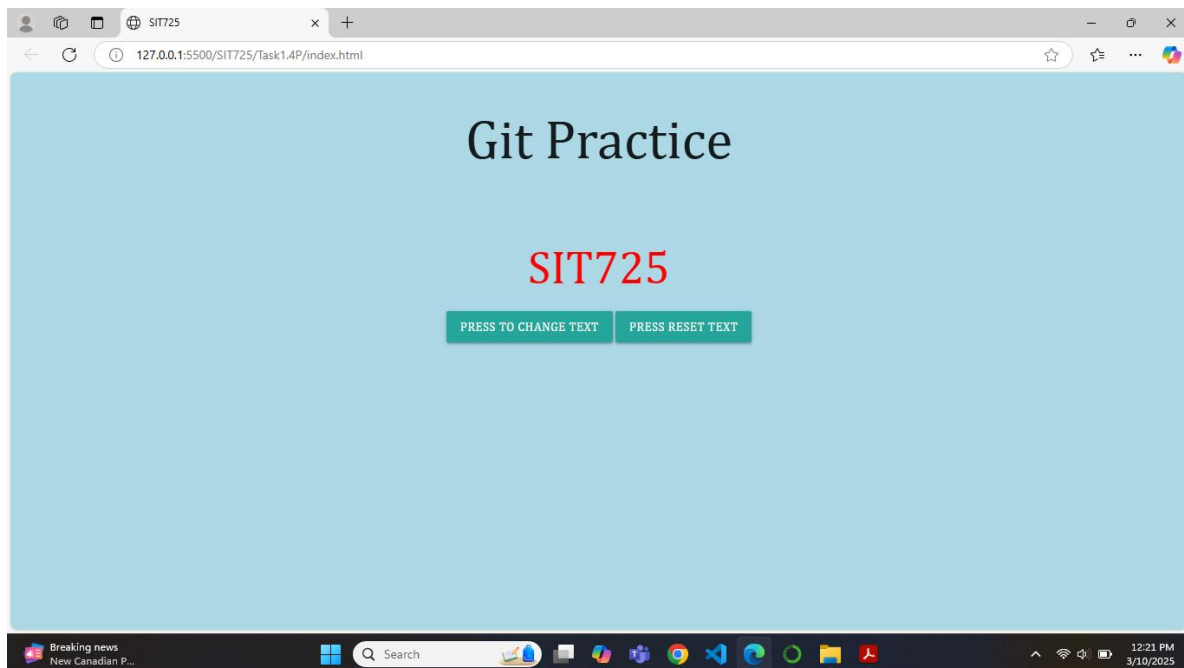 SIT725
127.0.0.1:5500/SIT725/Task1.4P/index.html
Git Practice
SIT725
PRESS TO CHANGE TEXT PRESS RESET TEXT
Breaking news
New Canadian P...
Search
12:21 PM
3/10/2025